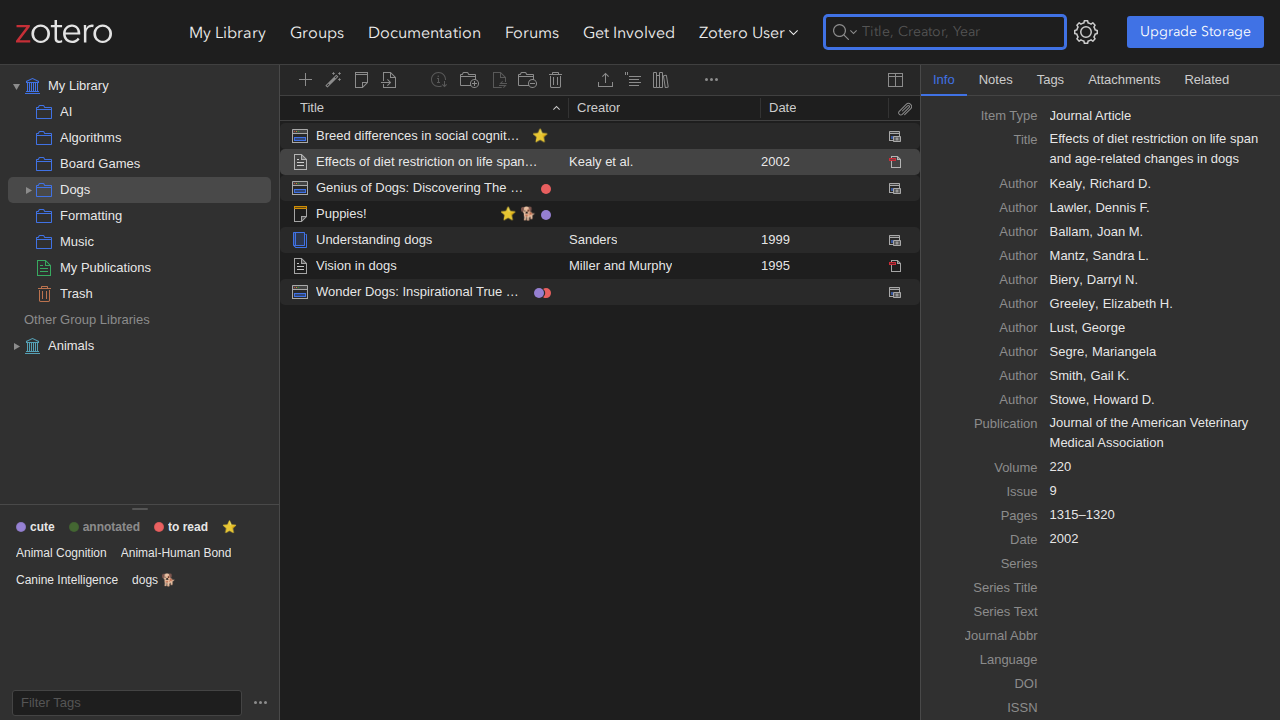 zotero
My Library
Groups
Documentation
Forums
Get Involved
Zotero User
Title, Creator, Year
Upgrade Storage
My Library
AI
Algorithms
Board Games
Dogs
Formatting
Music
My Publications
Trash
Other Group Libraries
Animals
cute annotated to read
Animal Cognition Animal-Human Bond
Canine Intelligence dogs
Filter Tags
Title Creator Date
Breed differences in social cognit…
Effects of diet restriction on life span… Kealy et al. 2002
Genius of Dogs: Discovering The …
Puppies!
Understanding dogs Sanders 1999
Vision in dogs Miller and Murphy 1995
Wonder Dogs: Inspirational True …
Info Notes Tags Attachments Related
Item Type Journal Article
Title Effects of diet restriction on life span
and age-related changes in dogs
Author Kealy, Richard D.
Author Lawler, Dennis F.
Author Ballam, Joan M.
Author Mantz, Sandra L.
Author Biery, Darryl N.
Author Greeley, Elizabeth H.
Author Lust, George
Author Segre, Mariangela
Author Smith, Gail K.
Author Stowe, Howard D.
Publication Journal of the American Veterinary
Medical Association
Volume 220
Issue 9
Pages 1315–1320
Date 2002
Series
Series Title
Series Text
Journal Abbr
Language
DOI
ISSN